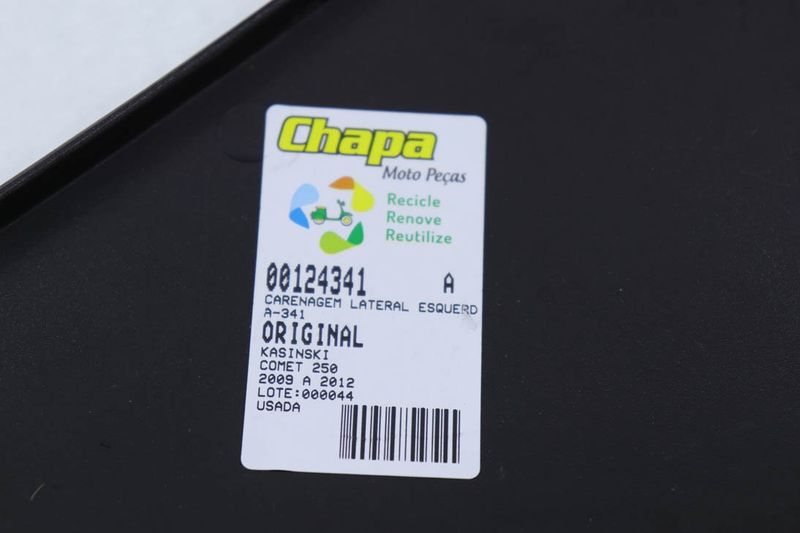 Chapa
Moto Peças
Recicle
Renove
Reutilize
00124341 A
CARENAGEM LATERAL ESQUERD
A-341
ORIGINAL
KASINSKI
COMET 250
2009 A 2012
LOTE:000044
USADA